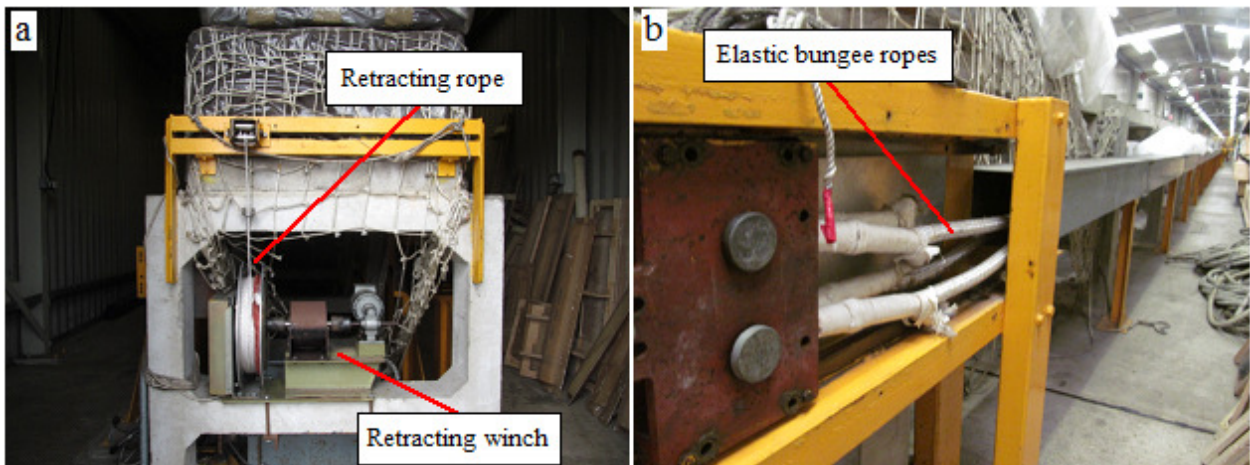 a
Retracting rope
Retracting winch
b
Elastic bungee ropes